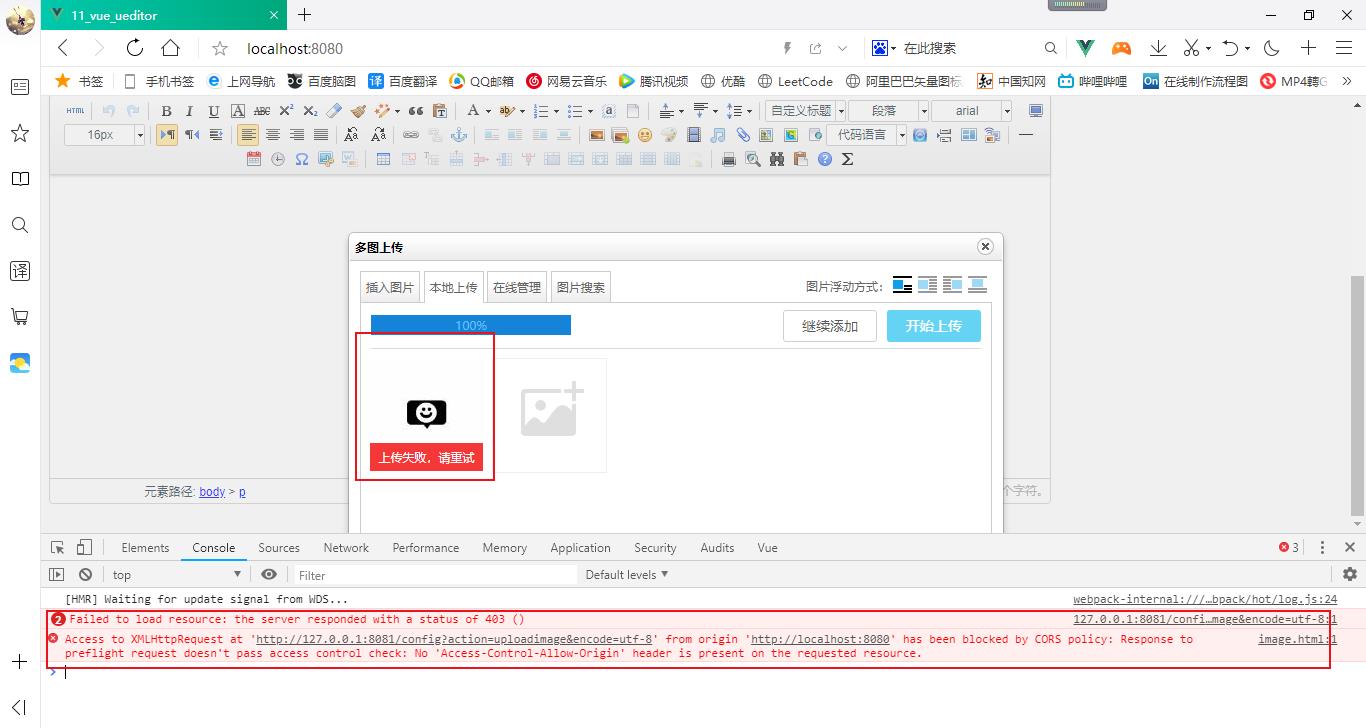 11_vue_ueditor
localhost:8080
在此搜索
书签 手机书签 上网导航 百度脑图 译 百度翻译 QQ邮箱 网易云音乐 腾讯视频 优酷 LeetCode 阿里巴巴矢量图标 中国知网 哔哩哔哩 On 在线制作流程图 MP4轉G
HTML B I U A ABC X² X₂ A ab a 自定义标题 段落 arial
16px 代码语言
元素路径: body > p
个字符。
多图上传
插入图片 本地上传 在线管理 图片搜索 图片浮动方式:
100% 继续添加 开始上传
上传失败，请重试
译
Elements Console Sources Network Performance Memory Application Security Audits Vue 3
top Filter Default levels
[HMR] Waiting for update signal from WDS... webpack-internal:///…bpack/hot/log.js:24
2 Failed to load resource: the server responded with a status of 403 () 127.0.0.1:8081/confi…mage&encode=utf-8:1
Access to XMLHttpRequest at 'http://127.0.0.1:8081/config?action=uploadimage&encode=utf-8' from origin 'http://localhost:8080' has been blocked by CORS policy: Response to image.html:1
preflight request doesn't pass access control check: No 'Access-Control-Allow-Origin' header is present on the requested resource.